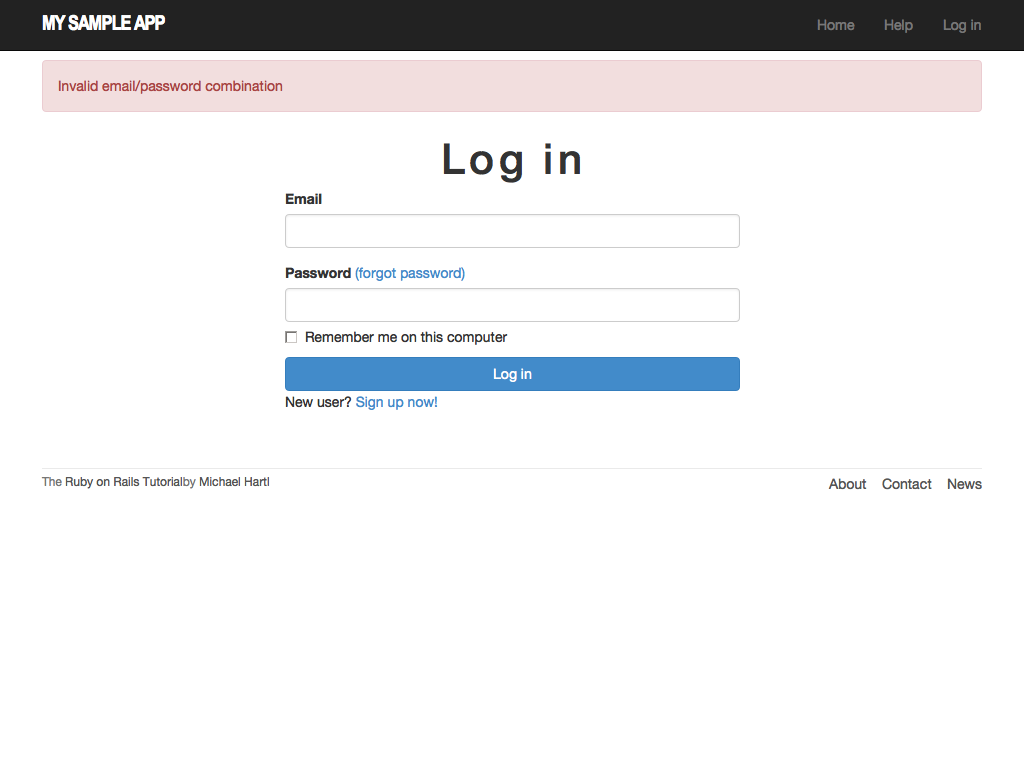 MY SAMPLE APP
Home Help Log in
Invalid email/password combination
Log in
Email
Password (forgot password)
Remember me on this computer
Log in
New user? Sign up now!
The Ruby on Rails Tutorialby Michael Hartl
About Contact News